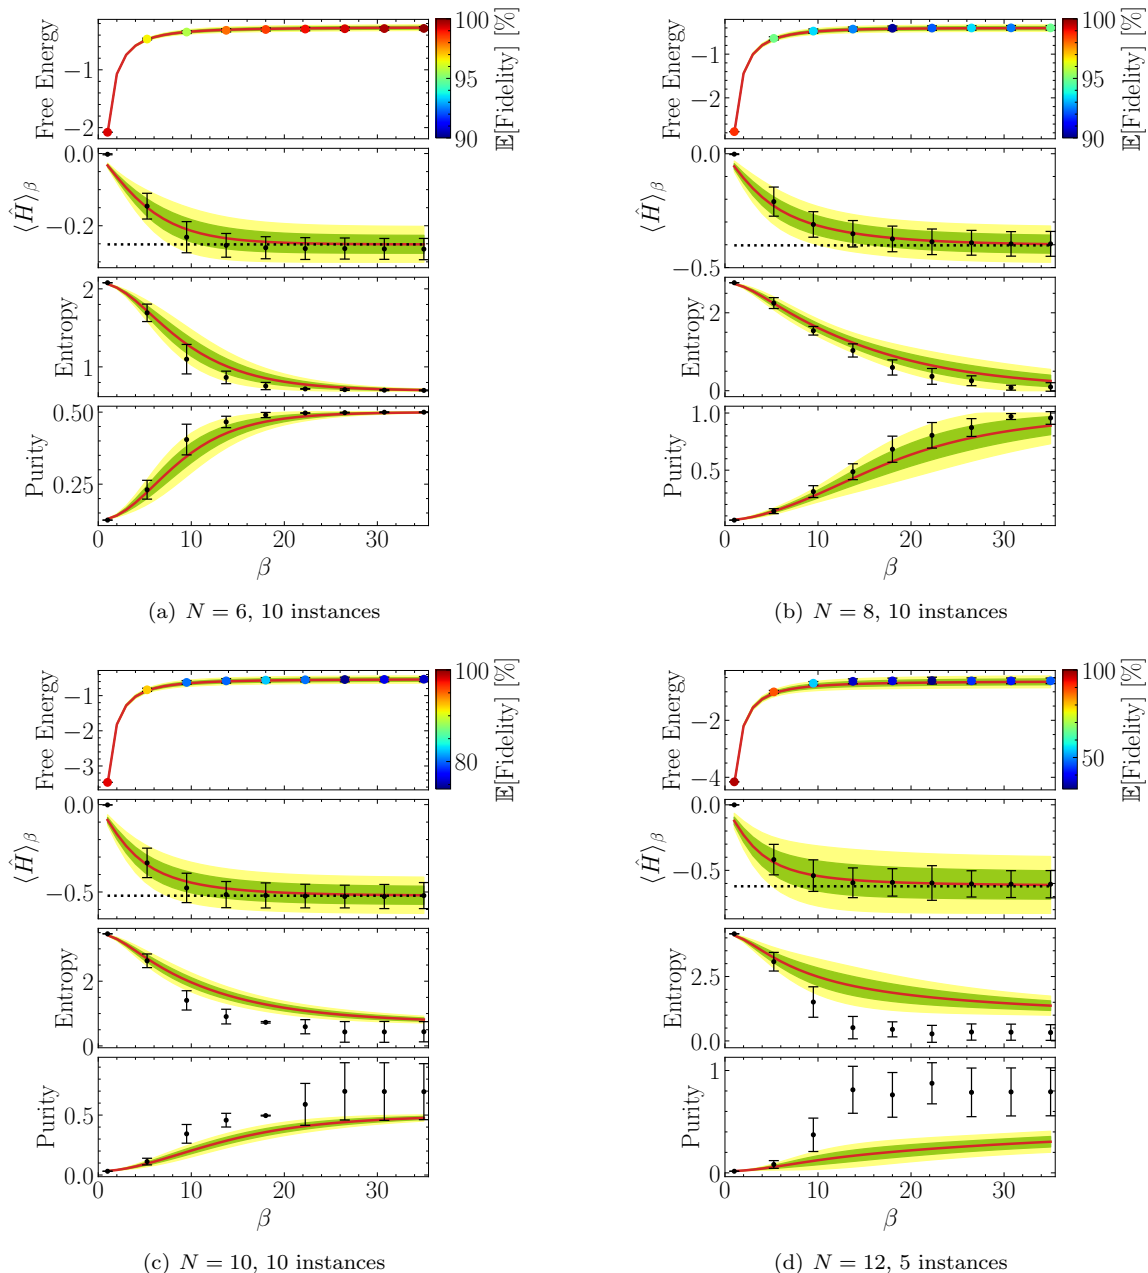 Free Energy
−1
−2
100
95
90
𝔼[Fidelity] [%]
⟨Ĥ⟩β
0.0
−0.2
Entropy
2
1
Purity
0.50
0.25
0 10 20 30
β
(a) N = 6, 10 instances
Free Energy
−1
−2
100
95
90
𝔼[Fidelity] [%]
⟨Ĥ⟩β
0.0
−0.5
Entropy
2
0
Purity
1.0
0.5
0 10 20 30
β
(b) N = 8, 10 instances
Free Energy
−1
−2
−3
100
80
𝔼[Fidelity] [%]
⟨Ĥ⟩β
0.0
−0.5
Entropy
2
0
Purity
0.5
0.0
0 10 20 30
β
(c) N = 10, 10 instances
Free Energy
−2
−4
100
50
𝔼[Fidelity] [%]
⟨Ĥ⟩β
0.0
−0.5
Entropy
2.5
0.0
Purity
1
0
0 10 20 30
β
(d) N = 12, 5 instances